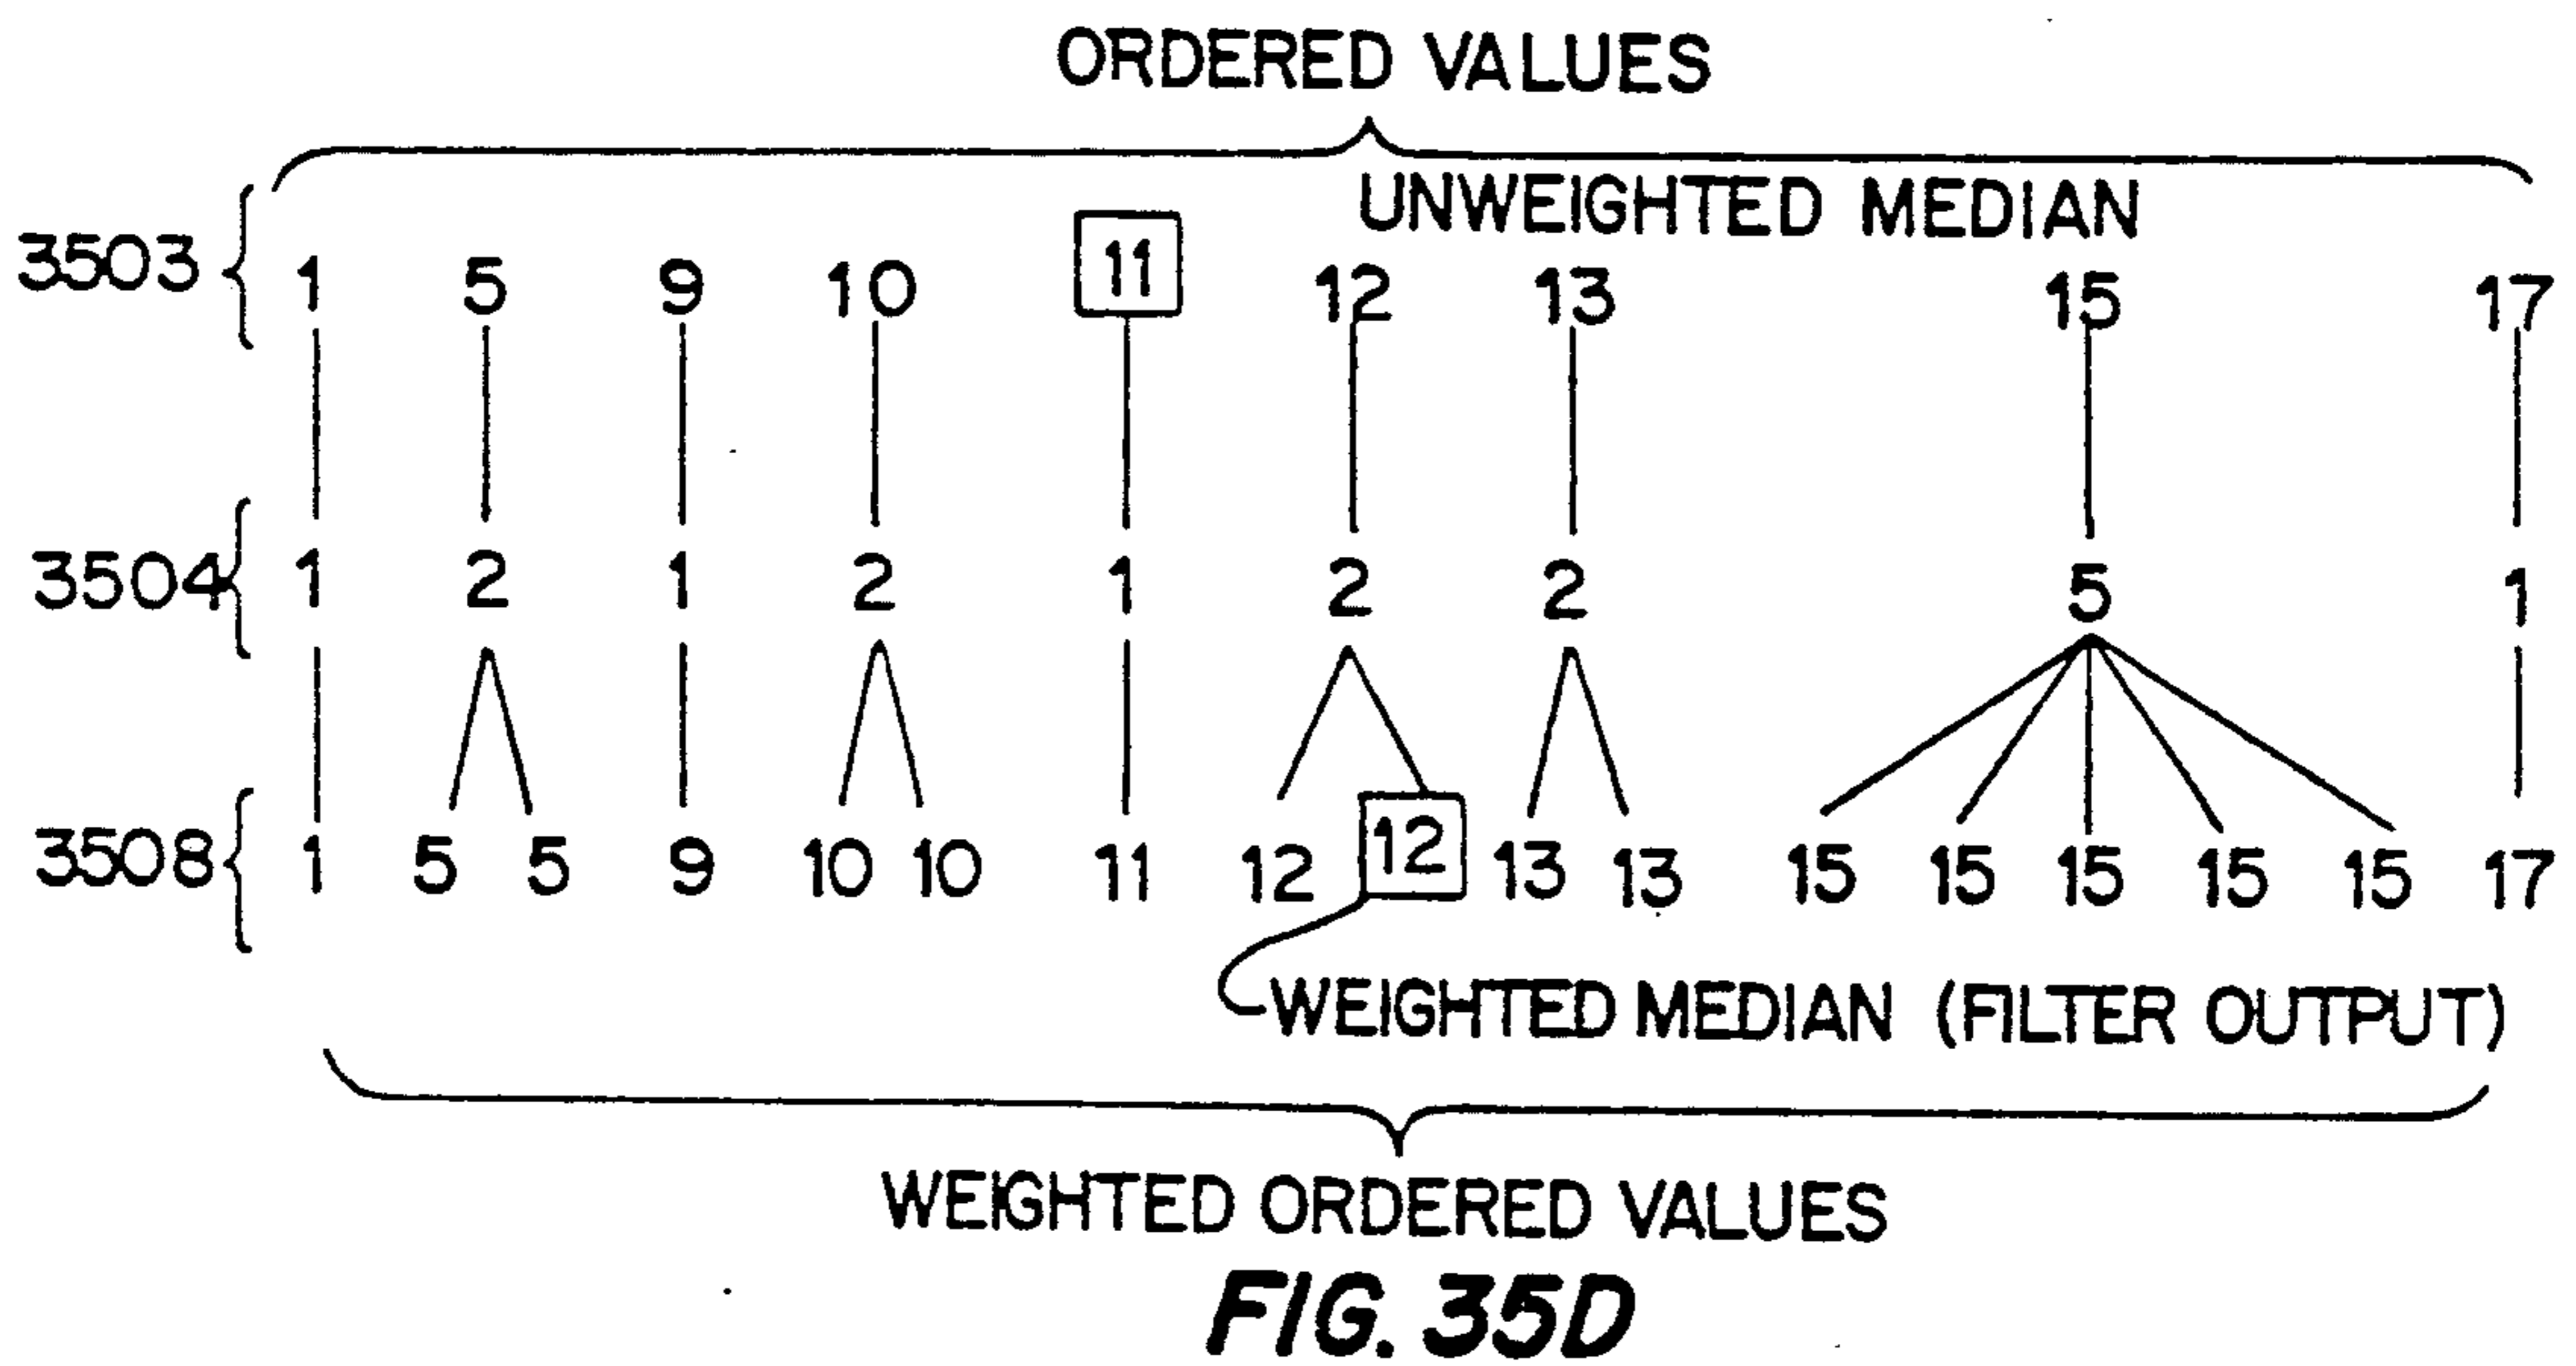 ORDERED VALUES
UNWEIGHTED MEDIAN
3503 1 5 9 10 11 12 13 15 17
3504 1 2 1 2 1 2 2 5 1
3508 1 5 5 9 10 10 11 12 12 13 13 15 15 15 15 15 17
WEIGHTED MEDIAN (FILTER OUTPUT)
WEIGHTED ORDERED VALUES
FIG. 35D